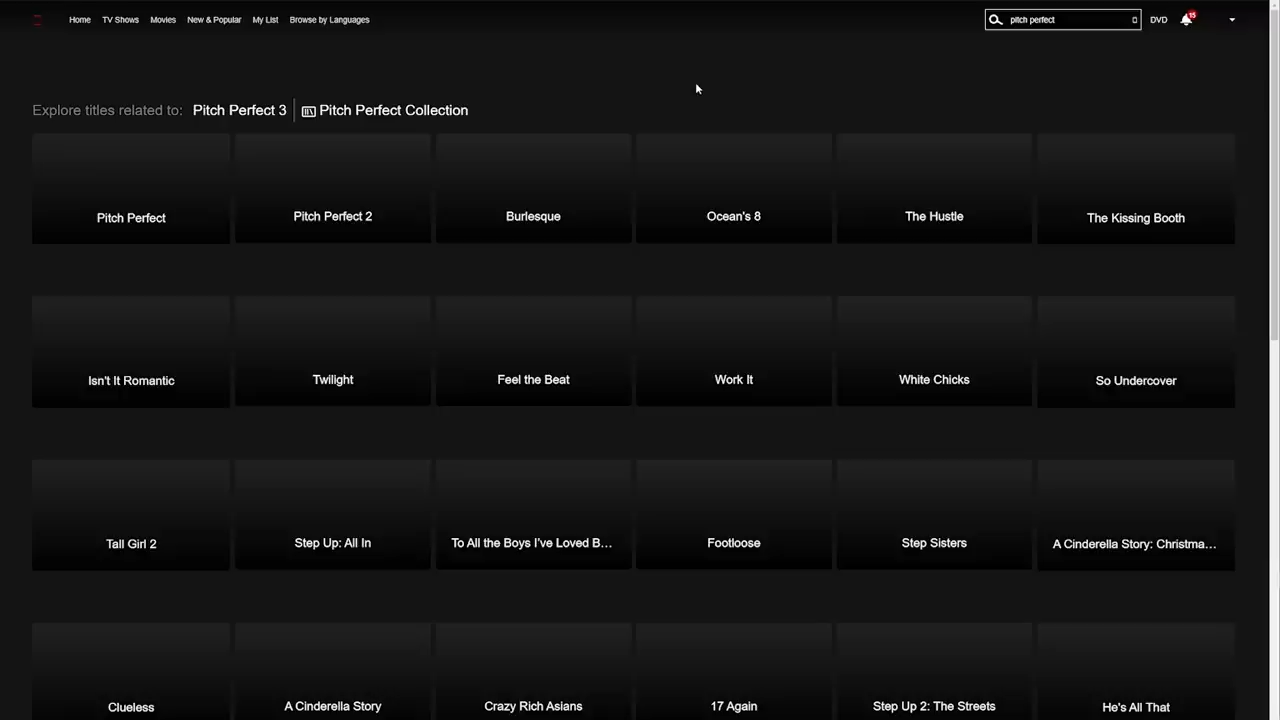 Home TV Shows Movies New & Popular My List Browse by Languages pitch perfect DVD 15
Explore titles related to: Pitch Perfect 3 Pitch Perfect Collection
Pitch Perfect Pitch Perfect 2 Burlesque Ocean's 8 The Hustle The Kissing Booth
Isn't It Romantic Twilight Feel the Beat Work It White Chicks So Undercover
Tall Girl 2 Step Up: All In To All the Boys I've Loved B... Footloose Step Sisters A Cinderella Story: Christma...
Clueless A Cinderella Story Crazy Rich Asians 17 Again Step Up 2: The Streets He's All That